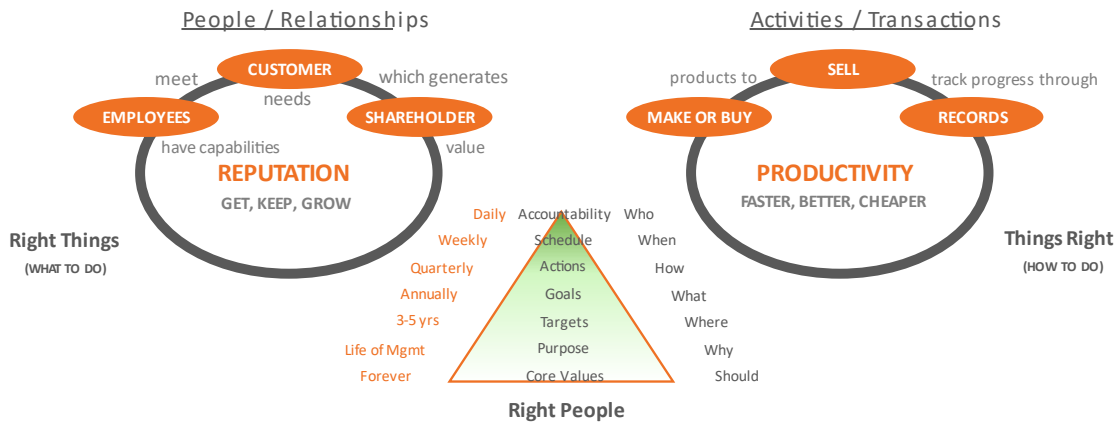 People / Relationships
Activities / Transactions
CUSTOMER
meet
which generates
needs
EMPLOYEES
SHAREHOLDER
have capabilities
value
REPUTATION
GET, KEEP, GROW
SELL
products to
track progress through
MAKE OR BUY
RECORDS
PRODUCTIVITY
FASTER, BETTER, CHEAPER
Right Things
(WHAT TO DO)
Things Right
(HOW TO DO)
Daily Accountability Who
Weekly Schedule When
Quarterly Actions How
Annually Goals What
3-5 yrs Targets Where
Life of Mgmt Purpose Why
Forever Core Values Should
Right People